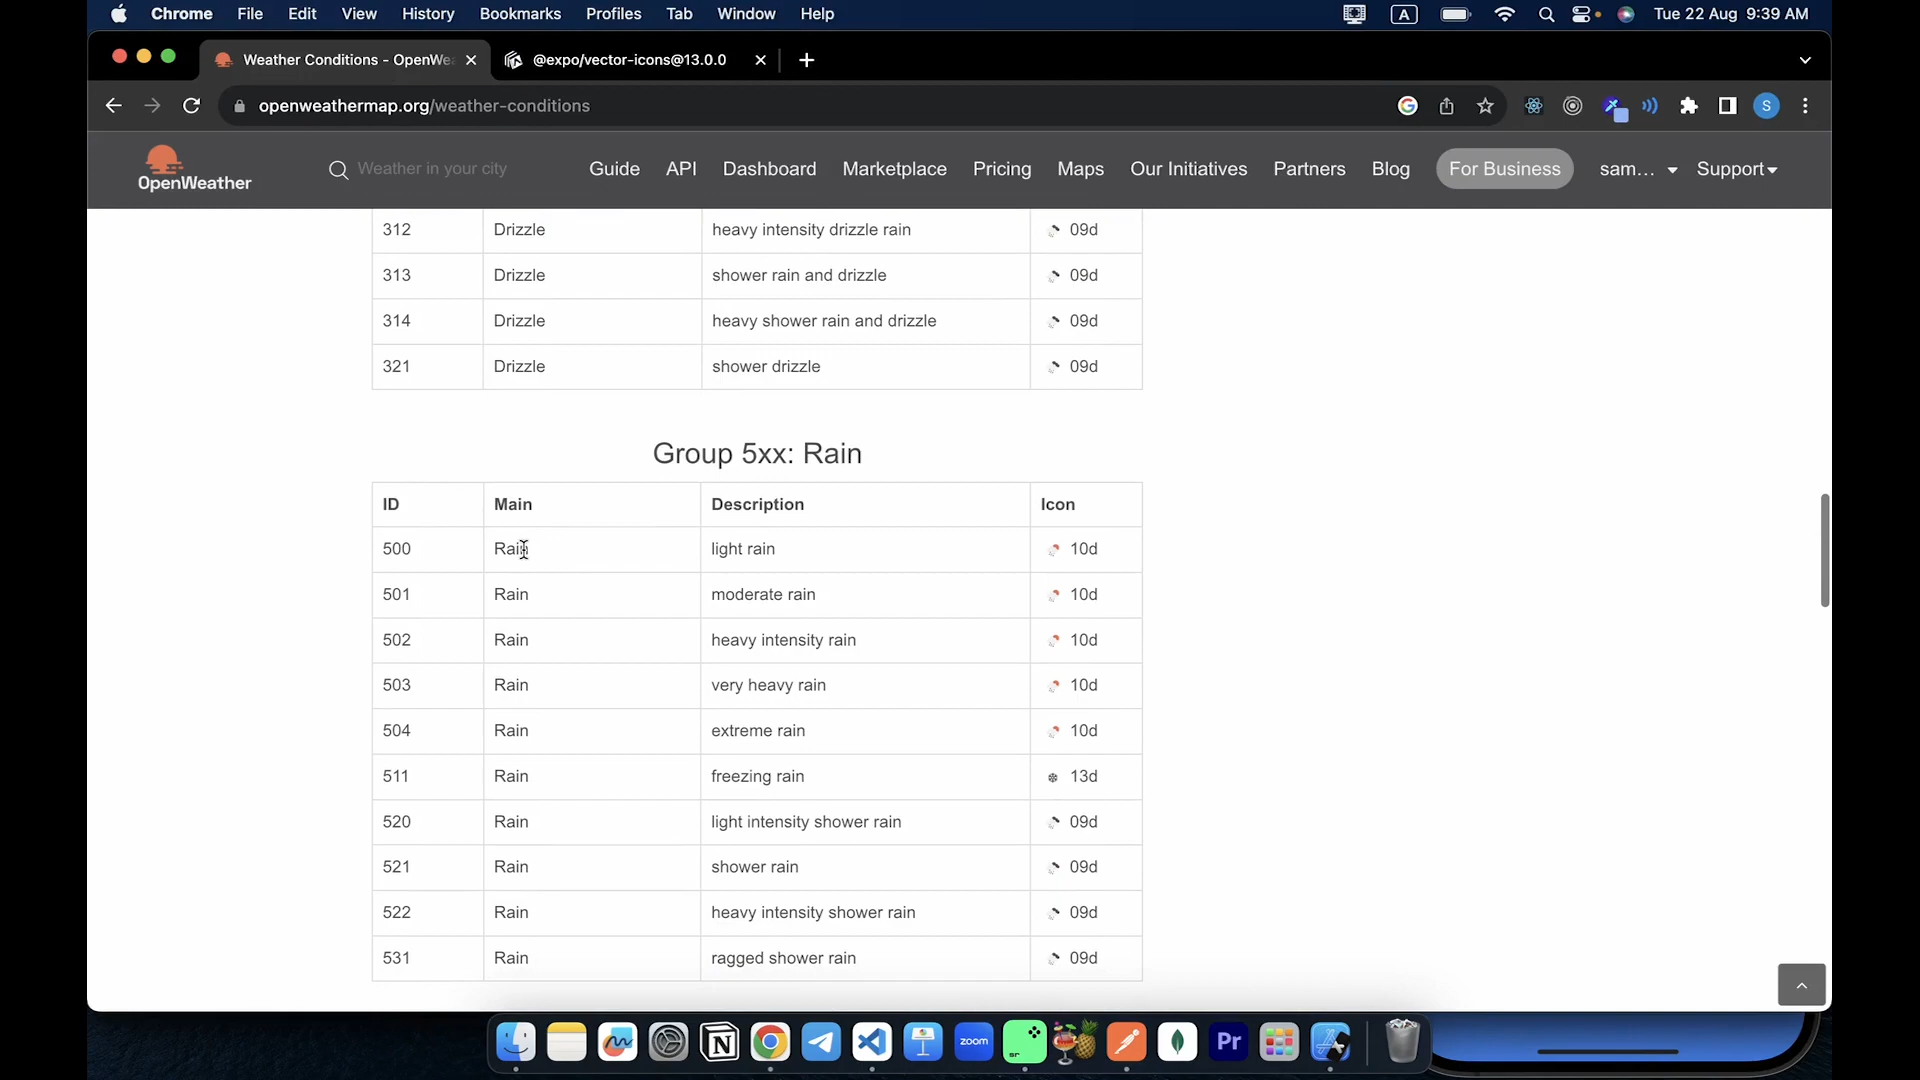 Chrome File Edit View History Bookmarks Profiles Tab Window Help A Tue 22 Aug 9:39 AM
Weather Conditions - OpenWe @expo/vector-icons@13.0.0
openweathermap.org/weather-conditions S
OpenWeather Weather in your city Guide API Dashboard Marketplace Pricing Maps Our Initiatives Partners Blog For Business sam... Support
312 Drizzle heavy intensity drizzle rain 09d
313 Drizzle shower rain and drizzle 09d
314 Drizzle heavy shower rain and drizzle 09d
321 Drizzle shower drizzle 09d
Group 5xx: Rain
ID Main Description Icon
500 Rain light rain 10d
501 Rain moderate rain 10d
502 Rain heavy intensity rain 10d
503 Rain very heavy rain 10d
504 Rain extreme rain 10d
511 Rain freezing rain 13d
520 Rain light intensity shower rain 09d
521 Rain shower rain 09d
522 Rain heavy intensity shower rain 09d
531 Rain ragged shower rain 09d
N zoom sr Pr